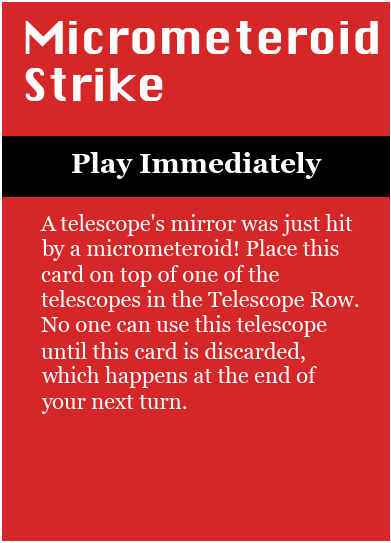 Micrometeroid
Strike
Play Immediately
A telescope's mirror was just hit
by a micrometeroid! Place this
card on top of one of the
telescopes in the Telescope Row.
No one can use this telescope
until this card is discarded,
which happens at the end of
your next turn.